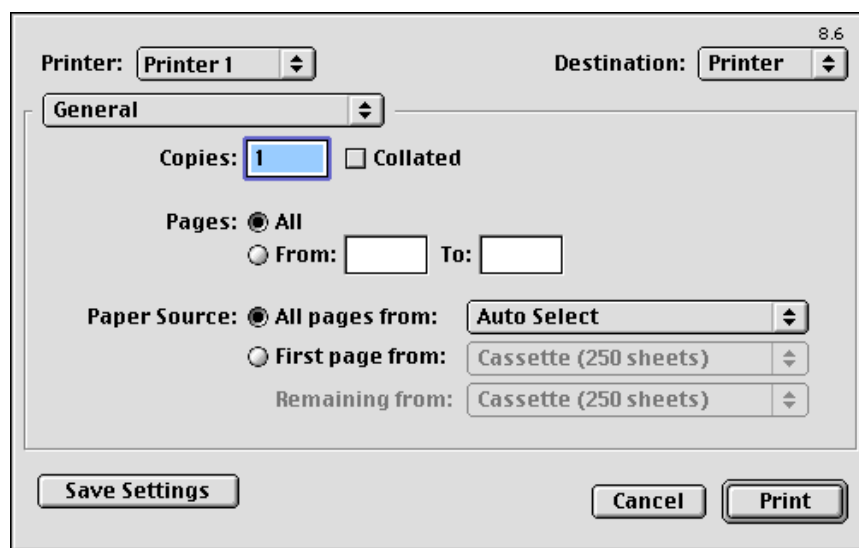 8.6
Printer: Printer 1 Destination: Printer
General
Copies: 1 Collated
Pages: All
From: To:
Paper Source: All pages from: Auto Select
First page from: Cassette (250 sheets)
Remaining from: Cassette (250 sheets)
Save Settings
Cancel Print